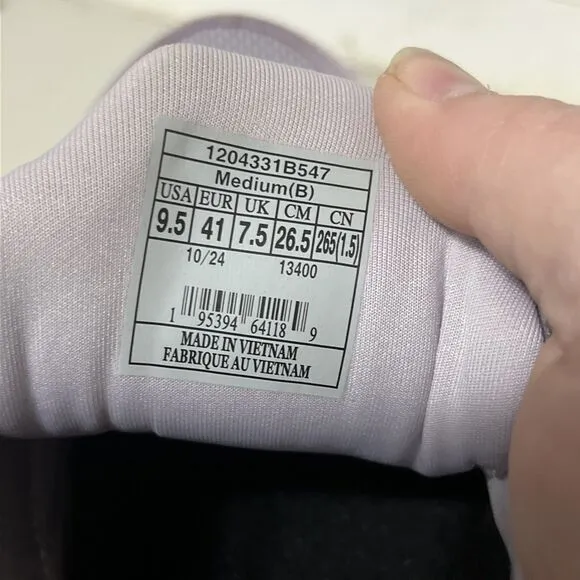 1204331B547
Medium(B)
USA EUR UK CM CN
9.5 41 7.5 26.5 265(1.5)
10/24 13400
1 95394 64118 9
MADE IN VIETNAM
FABRIQUE AU VIETNAM